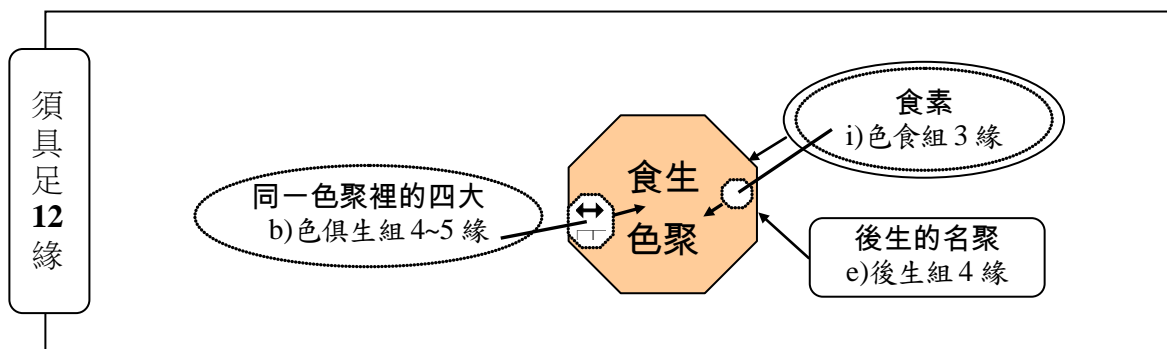 須
具
足
12
緣
食素
i)色食組 3 緣
同一色聚裡的四大
b)色俱生組 4~5 緣
食生
色聚
後生的名聚
e)後生組 4 緣